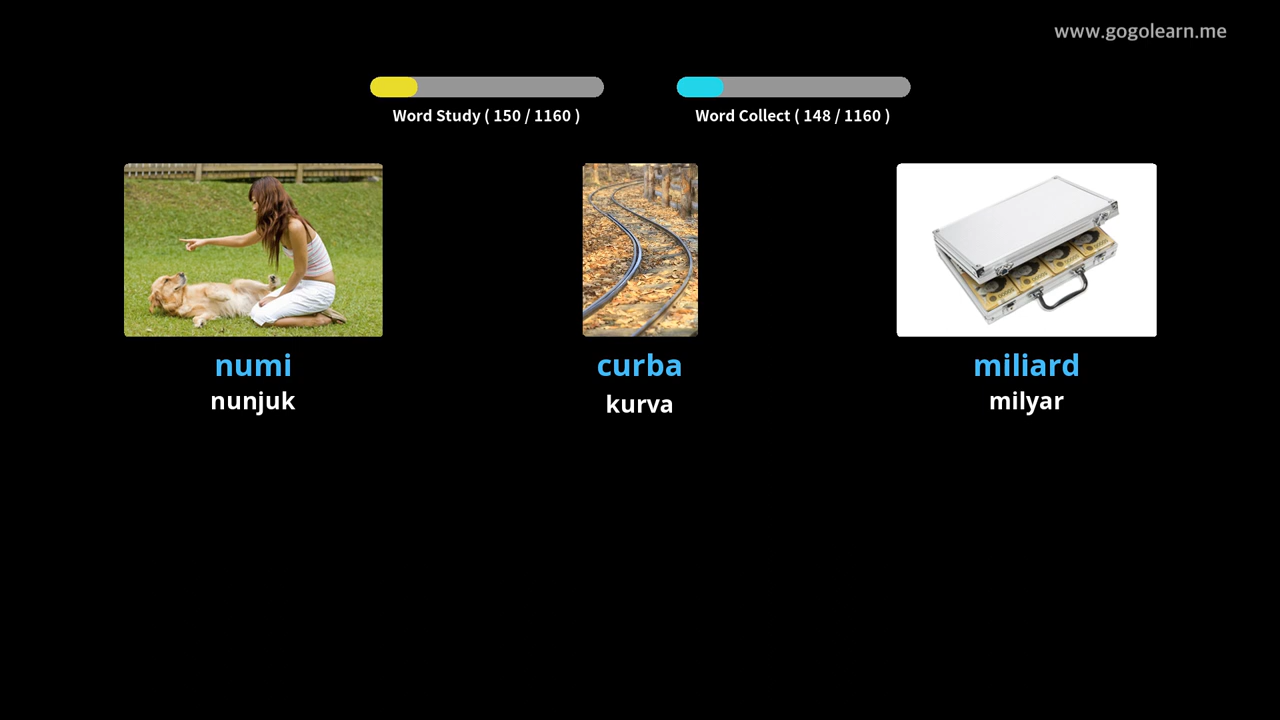 www.gogolearn.me
Word Study ( 150 / 1160 )
Word Collect ( 148 / 1160 )
numi
nunjuk
curba
kurva
miliard
milyar